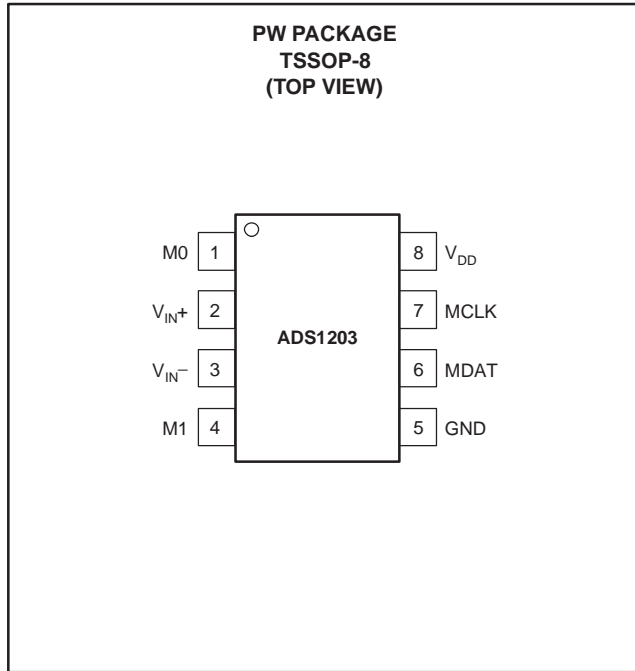 PW PACKAGE
TSSOP-8
(TOP VIEW)
M0 1 8 VDD
VIN+ 2 7 MCLK
ADS1203
VIN− 3 6 MDAT
M1 4 5 GND